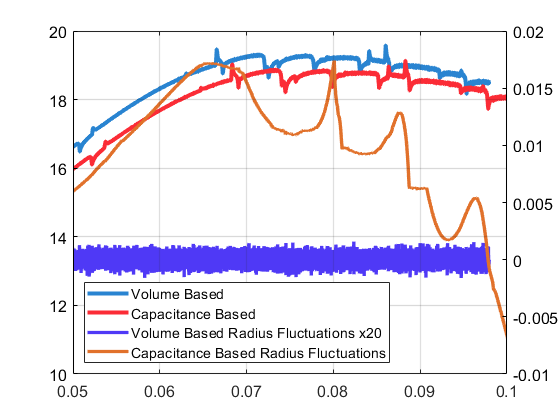 20
18
16
14
12
10
0.02
0.015
0.01
0.005
0
-0.005
-0.01
Volume Based
Capacitance Based
Volume Based Radius Fluctuations x20
Capacitance Based Radius Fluctuations
0.05 0.06 0.07 0.08 0.09 0.1